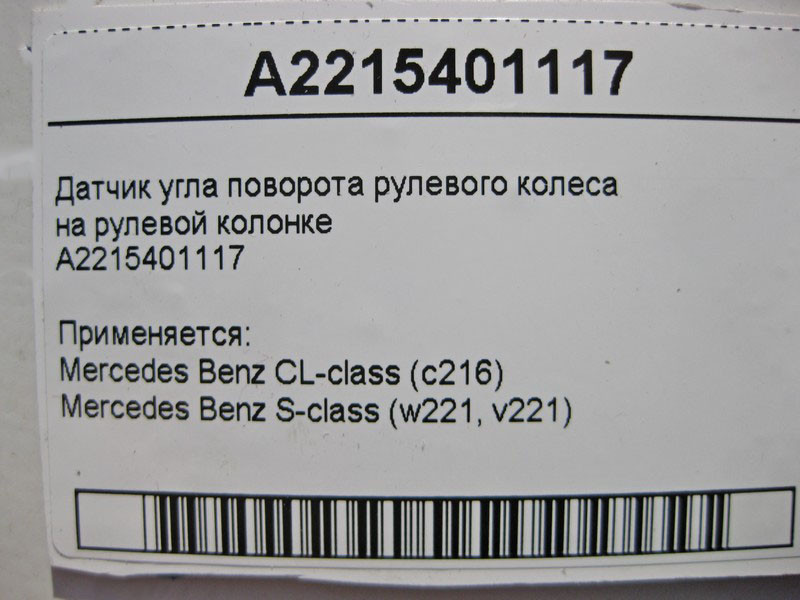 A2215401117
Датчик угла поворота рулевого колеса
на рулевой колонке
A2215401117
Применяется:
Mercedes Benz CL-class (c216)
Mercedes Benz S-class (w221, v221)